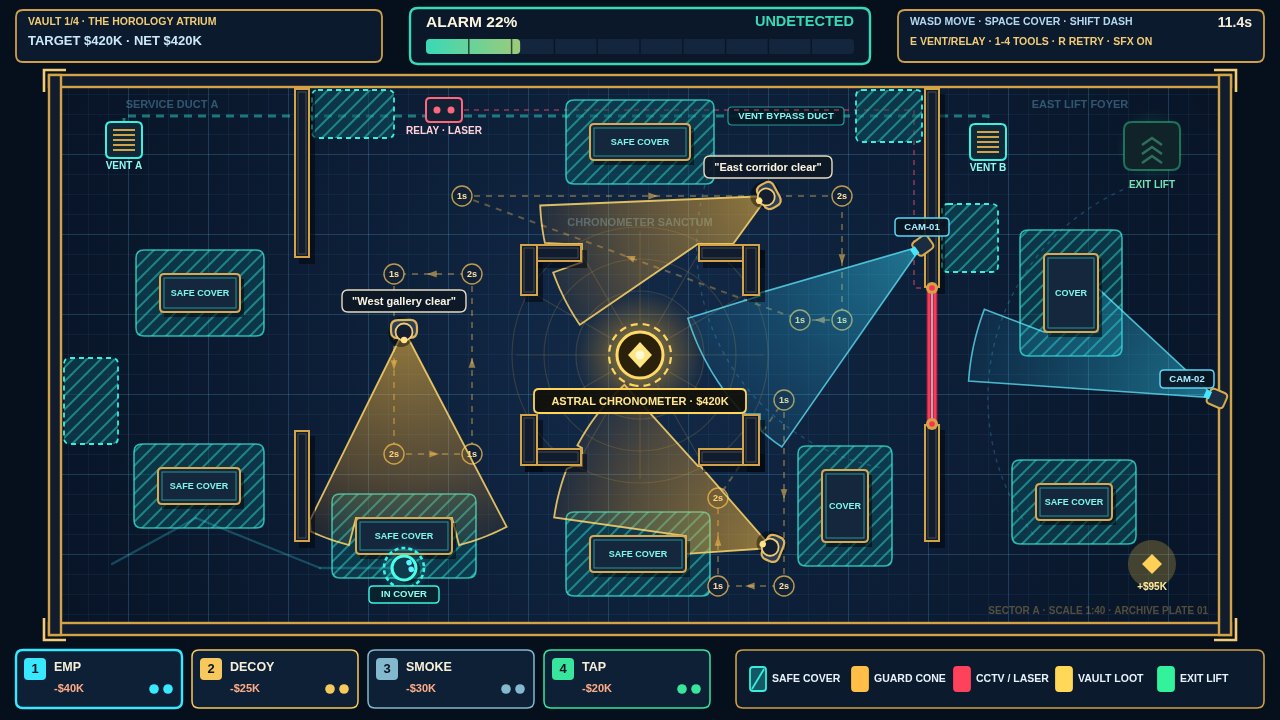 VAULT 1/4 · THE HOROLOGY ATRIUM
TARGET $420K · NET $420K
ALARM 22%
UNDETECTED
WASD MOVE · SPACE COVER · SHIFT DASH
11.4s
E VENT/RELAY · 1-4 TOOLS · R RETRY · SFX ON
SERVICE DUCT A
VENT A
RELAY · LASER
SAFE COVER
VENT BYPASS DUCT
"East corridor clear"
EAST LIFT FOYER
VENT B
EXIT LIFT
1s
2s
CHRONOMETER SANCTUM
CAM-01
SAFE COVER
1s
2s
"West gallery clear"
1s
1s
COVER
CAM-02
ASTRAL CHRONOMETER · $420K
1s
2s
1s
SAFE COVER
2s
COVER
SAFE COVER
SAFE COVER
SAFE COVER
IN COVER
1s
2s
+$95K
SECTOR A · SCALE 1:40 · ARCHIVE PLATE 01
1
EMP
-$40K
2
DECOY
-$25K
3
SMOKE
-$30K
4
TAP
-$20K
SAFE COVER
GUARD CONE
CCTV / LASER
VAULT LOOT
EXIT LIFT